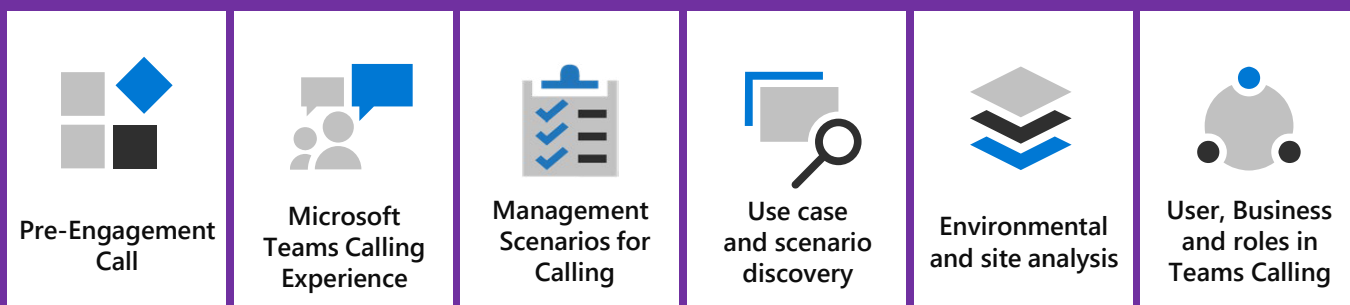 Pre-Engagement
Call
Microsoft
Teams Calling
Experience
Management
Scenarios for
Calling
Use case
and scenario
discovery
Environmental
and site analysis
User, Business
and roles in
Teams Calling